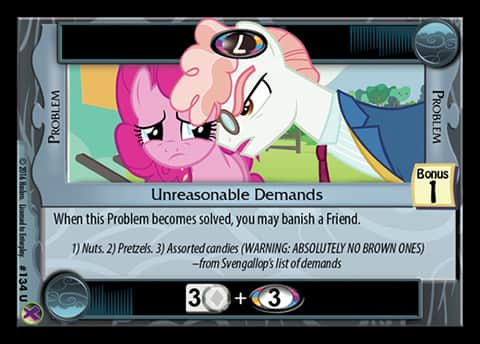 2
PROBLEM
PROBLEM
Unreasonable Demands
BONUS
1
When this Problem becomes solved, you may banish a Friend.
1) Nuts. 2) Pretzels. 3) Assorted candies (WARNING: ABSOLUTELY NO BROWN ONES)
–from Svengallop's list of demands
3 + 3
© 2016 Hasbro. Licensed to Enterplay.
#134 U